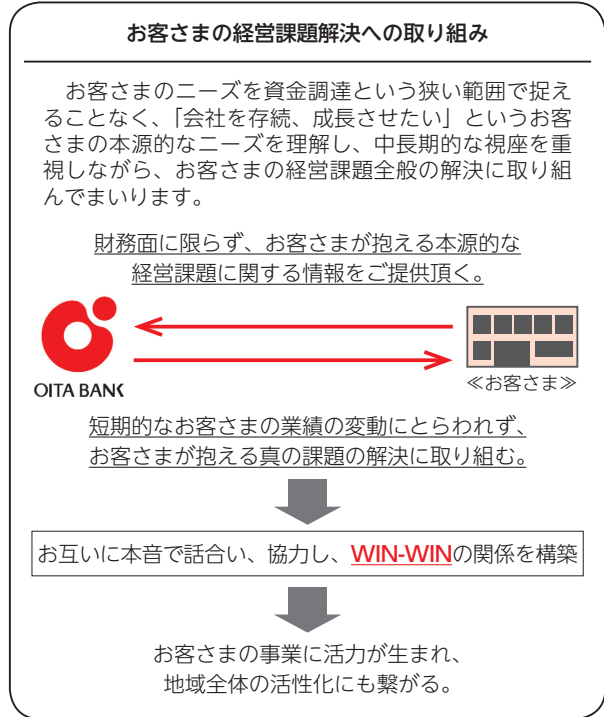 お客さまの経営課題解決への取り組み
お客さまのニーズを資金調達という狭い範囲で捉え
ることなく、「会社を存続、成長させたい」というお客
さまの本源的なニーズを理解し、中長期的な視座を重
視しながら、お客さまの経営課題全般の解決に取り組
んでまいります。
財務面に限らず、お客さまが抱える本源的な
経営課題に関する情報をご提供頂く。
OITA BANK
≪お客さま≫
短期的なお客さまの業績の変動にとらわれず、
お客さまが抱える真の課題の解決に取り組む。
お互いに本音で話合い、協力し、WIN-WINの関係を構築
お客さまの事業に活力が生まれ、
地域全体の活性化にも繋がる。